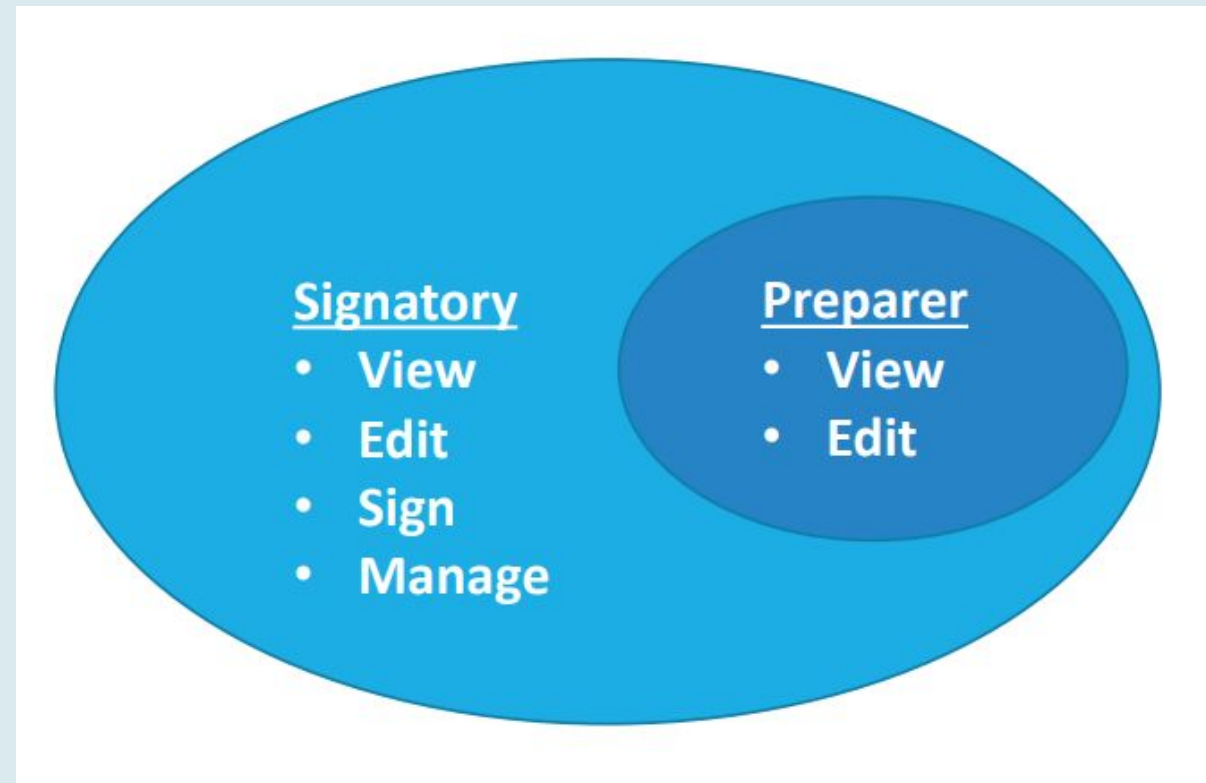 Signatory
• View
• Edit
• Sign
• Manage
Preparer
• View
• Edit